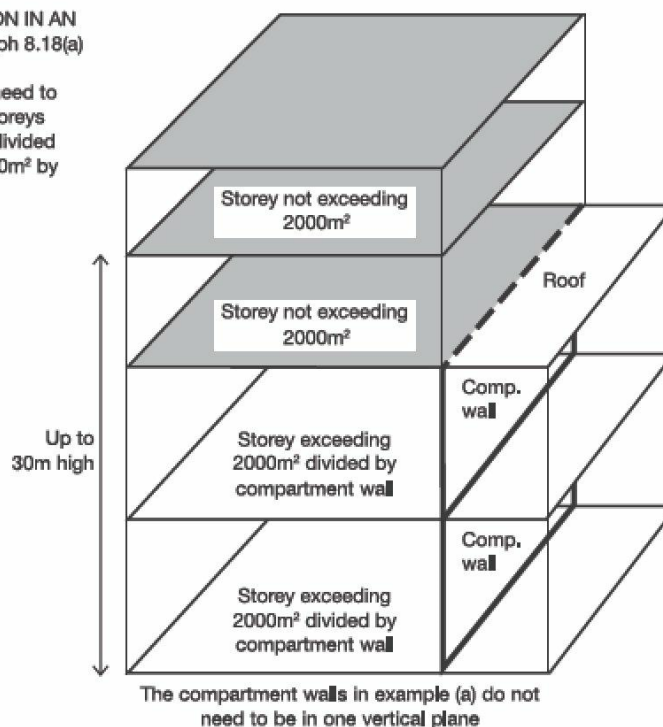 ON IN AN
ph 8.18(a)
need to
oreys
divided
0m² by
Storey not exceeding
2000m²
Storey not exceeding
2000m²
Roof
Comp.
wall
Up to
30m high
Storey exceeding
2000m² divided by
compartment wall
Comp.
wall
Storey exceeding
2000m² divided by
compartment wall
The compartment walls in example (a) do not
need to be in one vertical plane